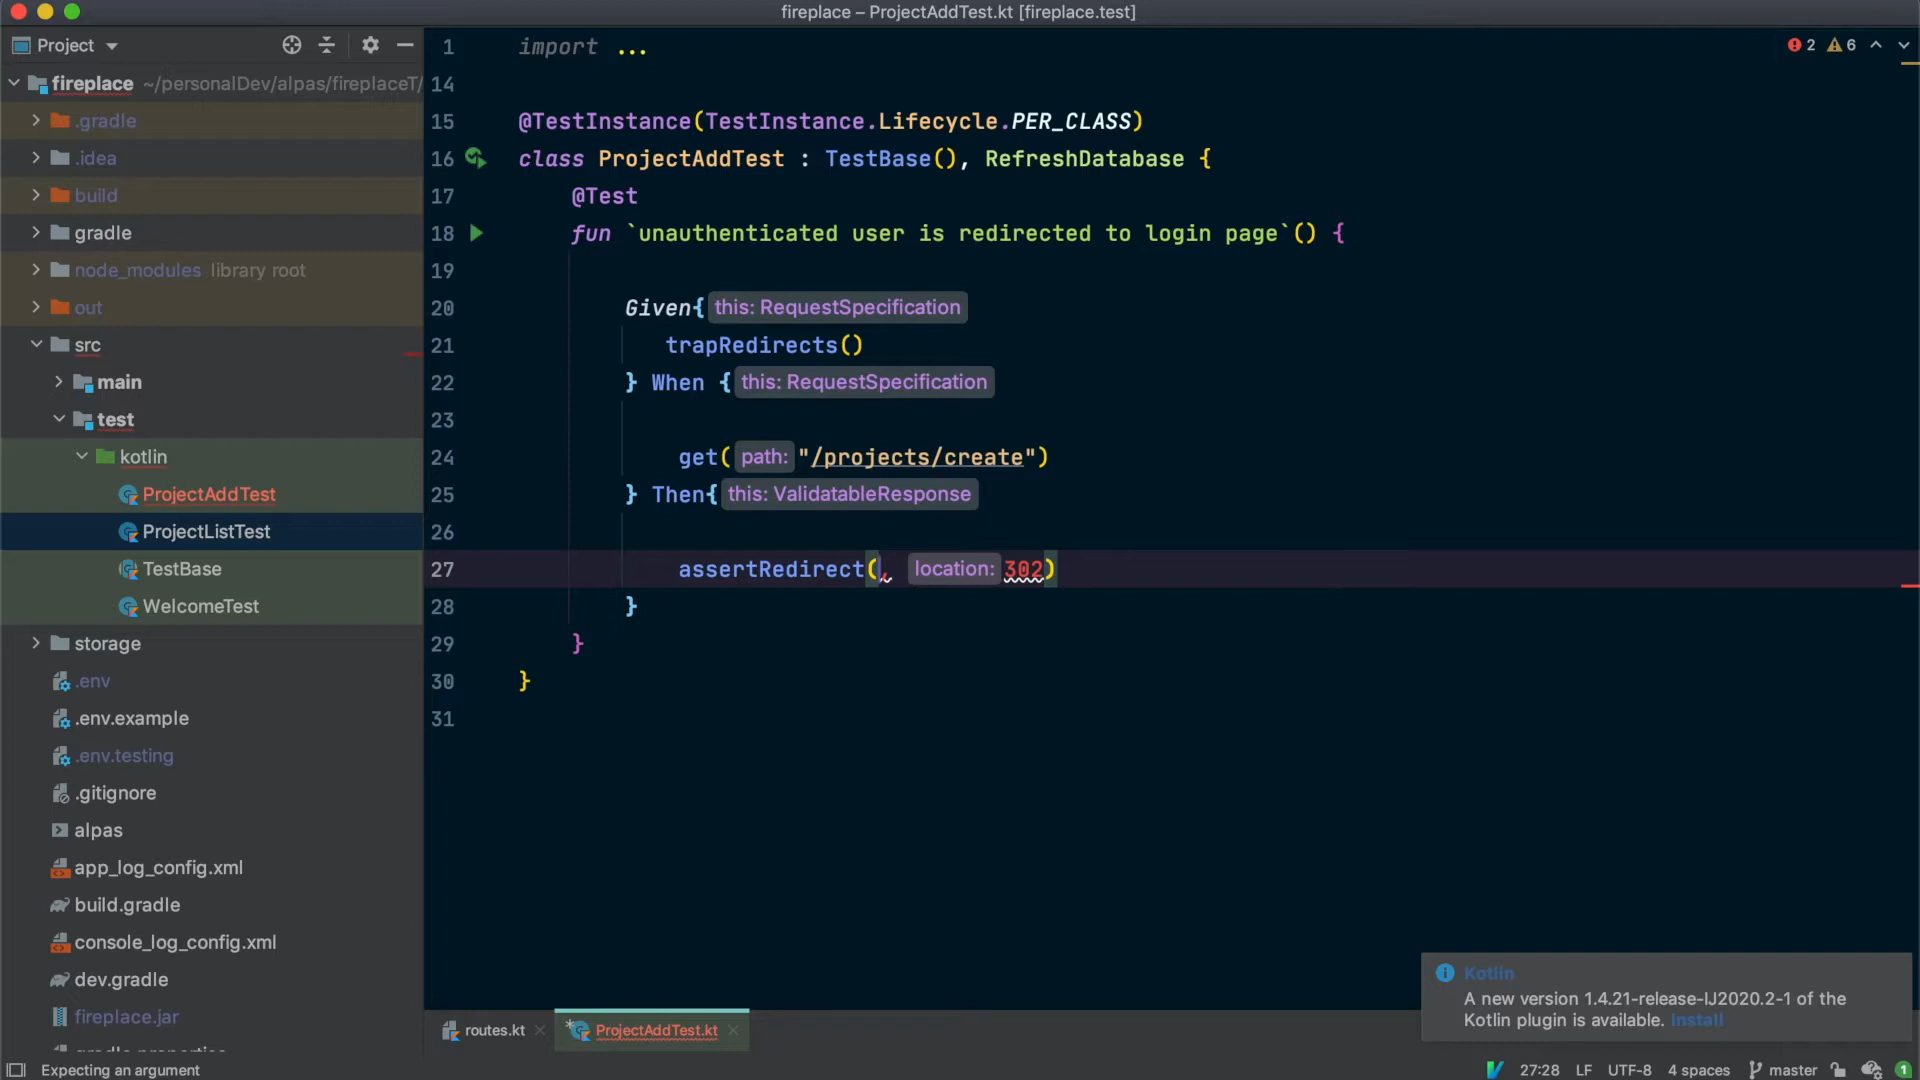 fireplace – ProjectAddTest.kt [fireplace.test]
Project
fireplace ~/personalDev/alpas/fireplaceT/
.gradle
.idea
build
gradle
node_modules library root
out
src
main
test
kotlin
ProjectAddTest
ProjectListTest
TestBase
WelcomeTest
storage
.env
.env.example
.env.testing
.gitignore
alpas
app_log_config.xml
build.gradle
console_log_config.xml
dev.gradle
fireplace.jar
1 import ...
14
15 @TestInstance(TestInstance.Lifecycle.PER_CLASS)
16 class ProjectAddTest : TestBase(), RefreshDatabase {
17 @Test
18 fun `unauthenticated user is redirected to login page`() {
19
20 Given{ this: RequestSpecification
21 trapRedirects()
22 } When { this: RequestSpecification
23
24 get( path: "/projects/create")
25 } Then{ this: ValidatableResponse
26
27 assertRedirect(, location: 302)
28 }
29 }
30 }
31
2 6
Kotlin
A new version 1.4.21-release-IJ2020.2-1 of the
Kotlin plugin is available. Install
routes.kt
* ProjectAddTest.kt
Expecting an argument
27:28 LF UTF-8 4 spaces master 1